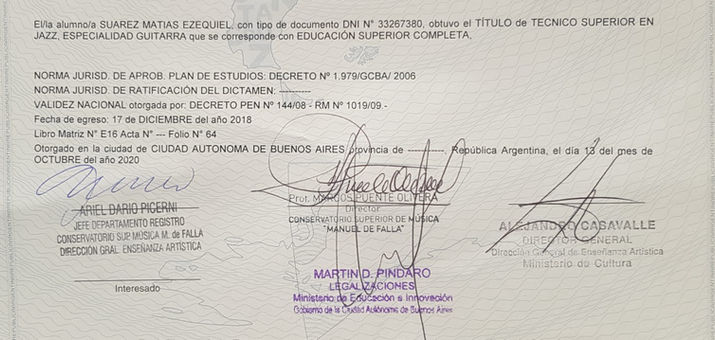 El/la alumno/a SUAREZ MATIAS EZEQUIEL, con tipo de documento DNI N° 33267380, obtuvo el TÍTULO de TECNICO SUPERIOR EN
JAZZ, ESPECIALIDAD GUITARRA que se corresponde con EDUCACIÓN SUPERIOR COMPLETA,
NORMA JURISD. DE APROB. PLAN DE ESTUDIOS: DECRETO Nº 1.979/GCBA/ 2006
NORMA JURISD. DE RATIFICACIÓN DEL DICTAMEN: ----------
VALIDEZ NACIONAL otorgada por: DECRETO PEN Nº 144/08 - RM Nº 1019/09 -
Fecha de egreso: 17 DE DICIEMBRE del año 2018
Libro Matriz N° E16 Acta N° --- Folio N° 64
Otorgado en la ciudad de CIUDAD AUTONOMA DE BUENOS AIRES provincia de -----------, República Argentina, el día 13 del mes de
OCTUBRE del año 2020
ARIEL DARIO PICERNI
JEFE DEPARTAMENTO REGISTRO
CONSERVATORIO SUP MÚSICA M. de FALLA
DIRECCIÓN GRAL. ENSEÑANZA ARTÍSTICA
Interesado
Prof. MARCOS PUENTE OLIVERA
Director
CONSERVATORIO SUPERIOR DE MÚSICA
"MANUEL DE FALLA"
MARTIN D. PINDARO
LEGALIZACIONES
Ministerio de Educación e Innovación
Gobierno de la Ciudad Autónoma de Buenos Aires
ALEJANDRO CASAVALLE
DIRECTOR GENERAL
Dirección General de Enseñanza Artística
Ministerio de Cultura